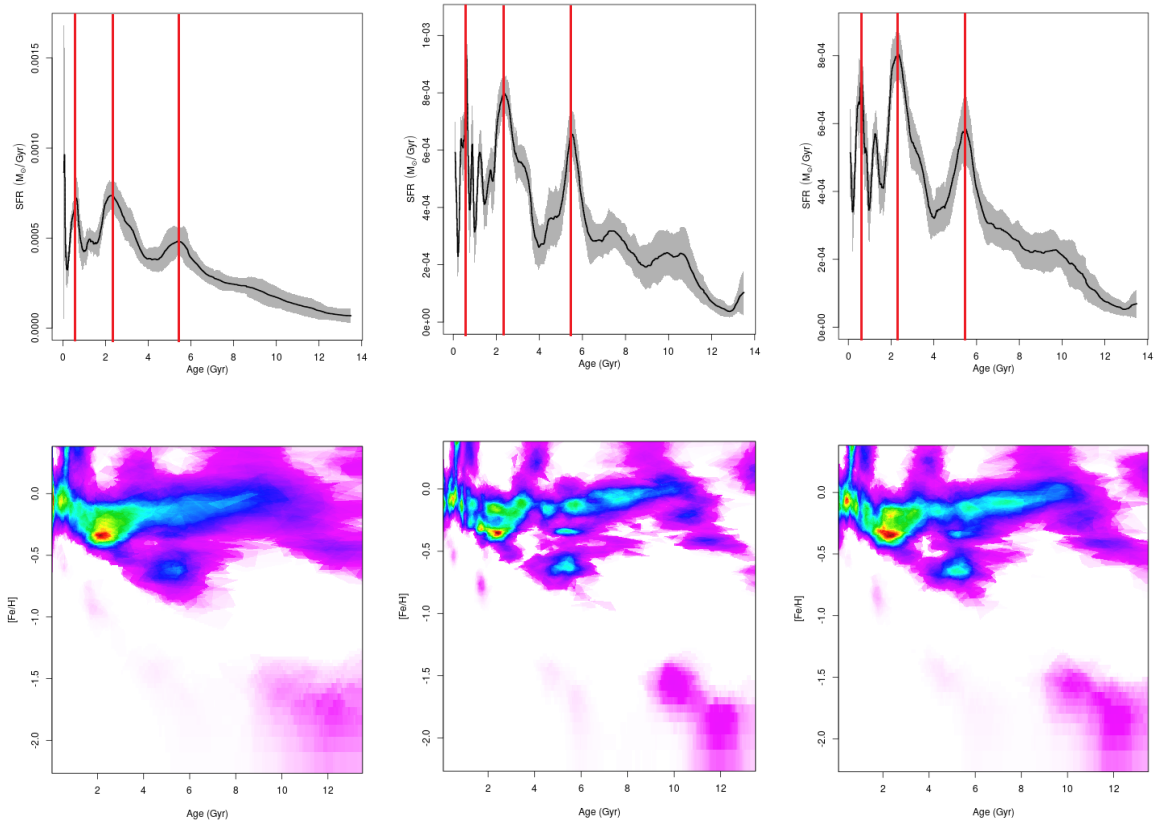 0.0015
0.0010
0.0005
0.0000
SFR (M⊙/Gyr)
0 2 4 6 8 10 12 14
Age (Gyr)
1e-03
8e-04
6e-04
4e-04
2e-04
0e+00
SFR (M⊙/Gyr)
0 2 4 6 8 10 12 14
Age (Gyr)
8e-04
6e-04
4e-04
2e-04
0e+00
SFR (M⊙/Gyr)
0 2 4 6 8 10 12 14
Age (Gyr)
0.0
-0.5
-1.0
-1.5
-2.0
[Fe/H]
2 4 6 8 10 12
Age (Gyr)
0.0
-0.5
-1.0
-1.5
-2.0
[Fe/H]
2 4 6 8 10 12
Age (Gyr)
0.0
-0.5
-1.0
-1.5
-2.0
[Fe/H]
2 4 6 8 10 12
Age (Gyr)